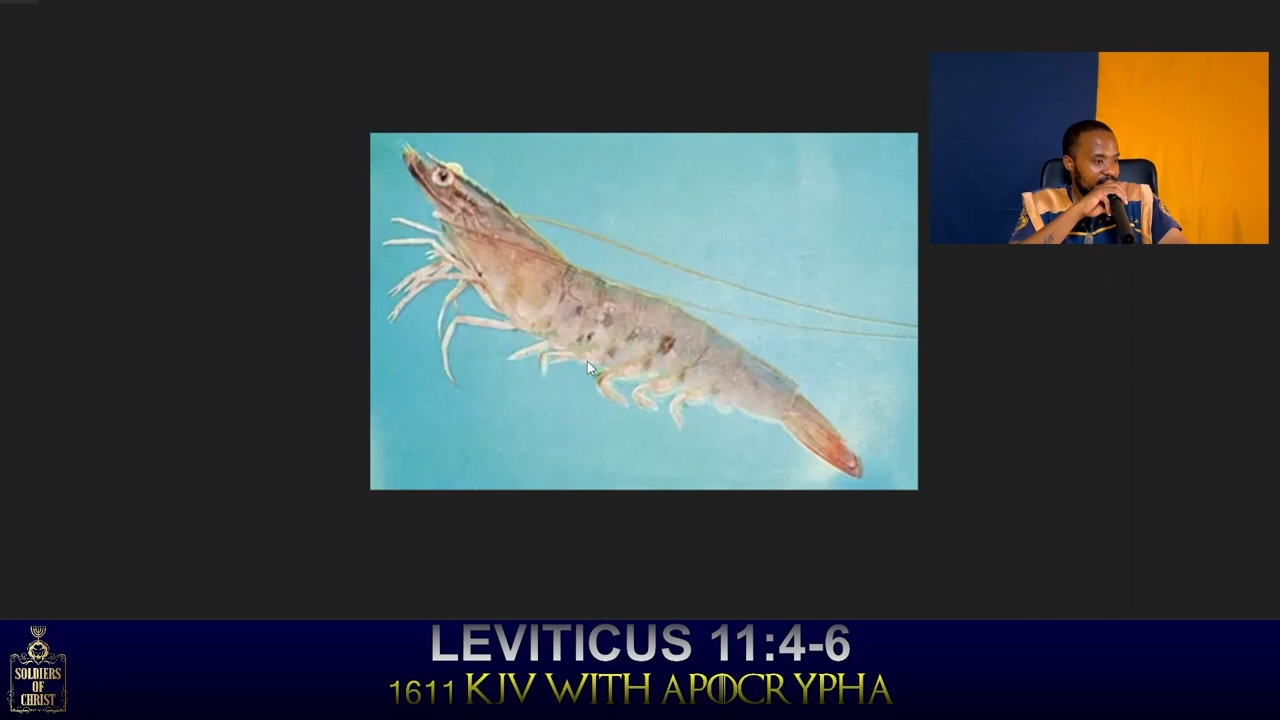 LEVITICUS 11:4-6
1611 KJV WITH APOCRYPHA
SOLDIERS
OF
CHRIST